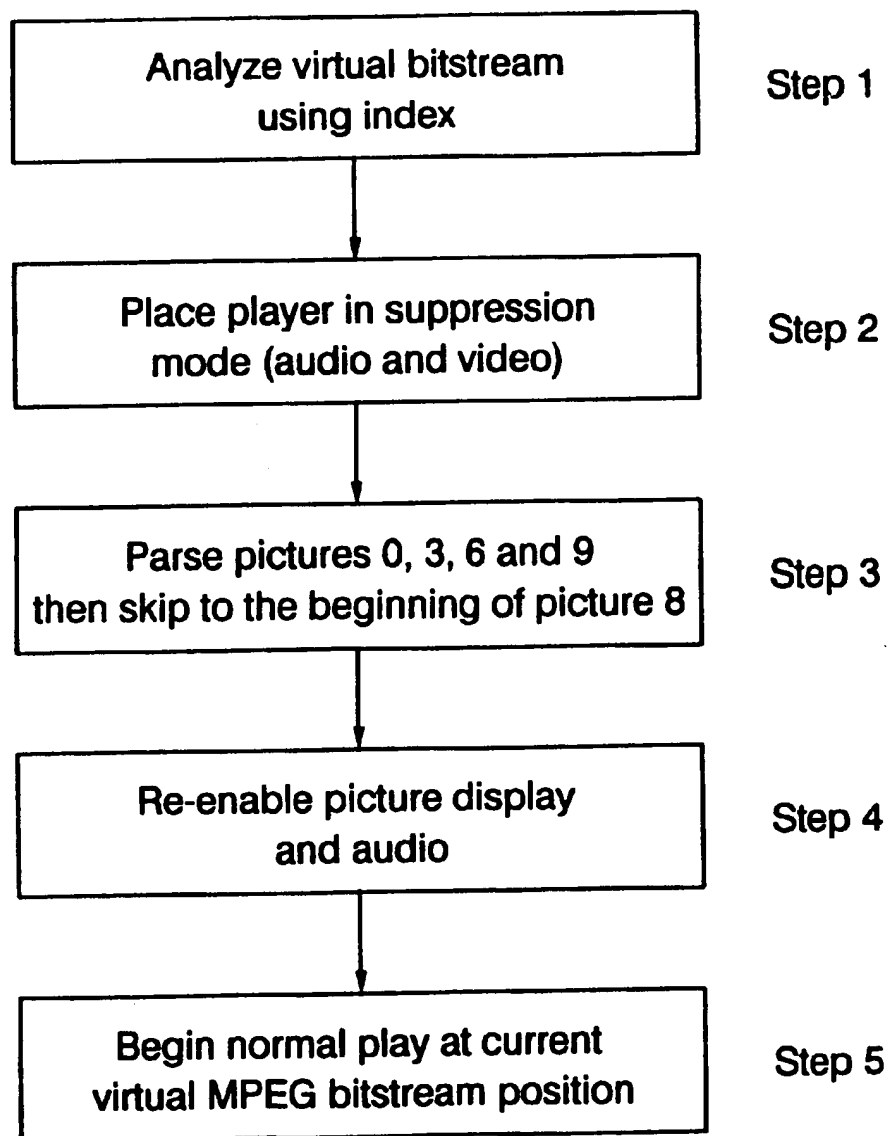 Analyze virtual bitstream
using index
Step 1
Place player in suppression
mode (audio and video)
Step 2
Parse pictures 0, 3, 6 and 9
then skip to the beginning of picture 8
Step 3
Re-enable picture display
and audio
Step 4
Begin normal play at current
virtual MPEG bitstream position
Step 5